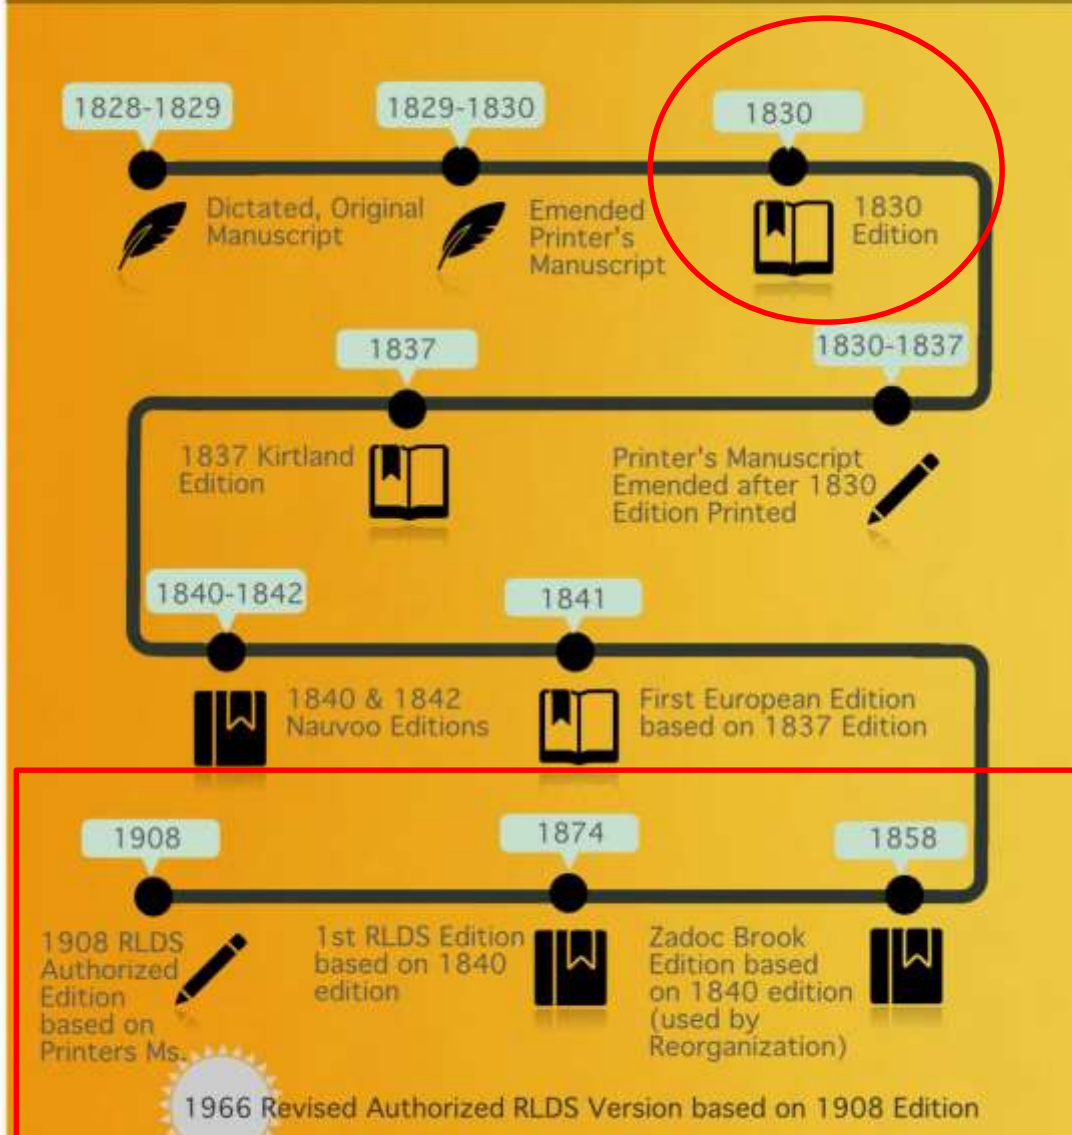 1828-1829
1829-1830
1830
Dictated, Original
Manuscript
Emended
Printer's
Manuscript
1830
Edition
1837
1830-1837
1837 Kirtland
Edition
Printer's Manuscript
Emended after 1830
Edition Printed
1840-1842
1841
1840 & 1842
Nauvoo Editions
First European Edition
based on 1837 Edition
1908
1874
1858
1908 RLDS
Authorized
Edition
based on
Printers Ms.
1st RLDS Edition
based on 1840
edition
Zadoc Brook
Edition based
on 1840 edition
(used by
Reorganization)
1966 Revised Authorized RLDS Version based on 1908 Edition